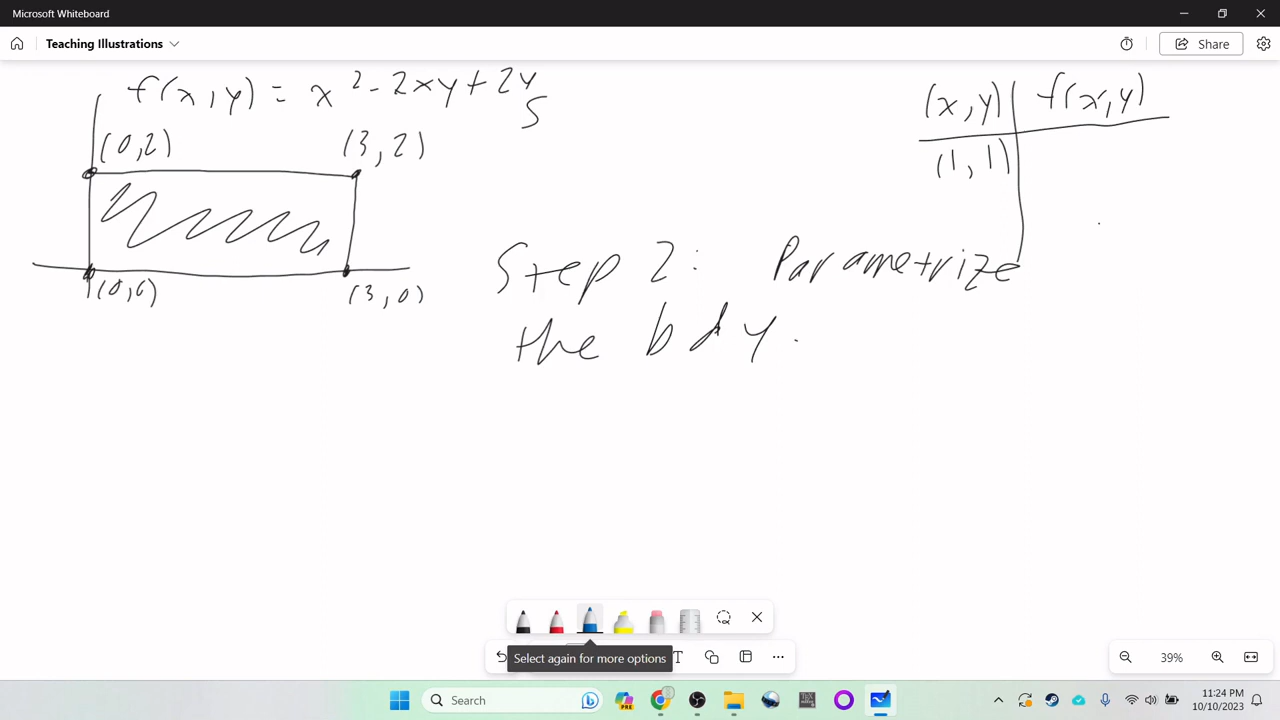 Microsoft Whiteboard
Teaching Illustrations
Share
f(x,y) = x² - 2xy + 2y
S
(x,y) f(x,y)
(0,2) (3,2)
(1,1)
Step 2: Parametrize
(0,0) (3,0)
the bdy.
Select again for more options
T
39%
Search
PRE
11:24 PM
10/10/2023